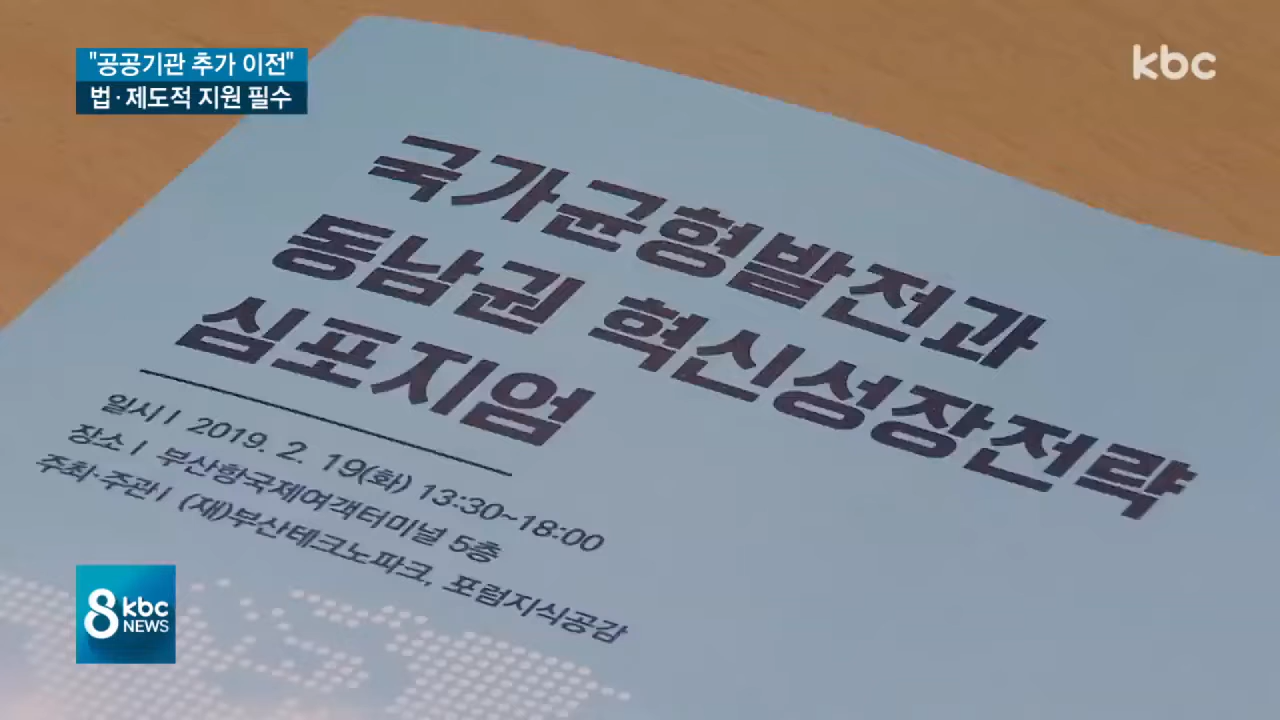 "공공기관 추가 이전"
법·제도적 지원 필수
kbc
국가균형발전과
동남권 혁신성장전략
심포지엄
일시 | 2019. 2. 19(화) 13:30~18:00
장소 | 부산항국제여객터미널 5층
주최·주관 | (재)부산테크노파크, 포럼지식공감
8 kbc
NEWS